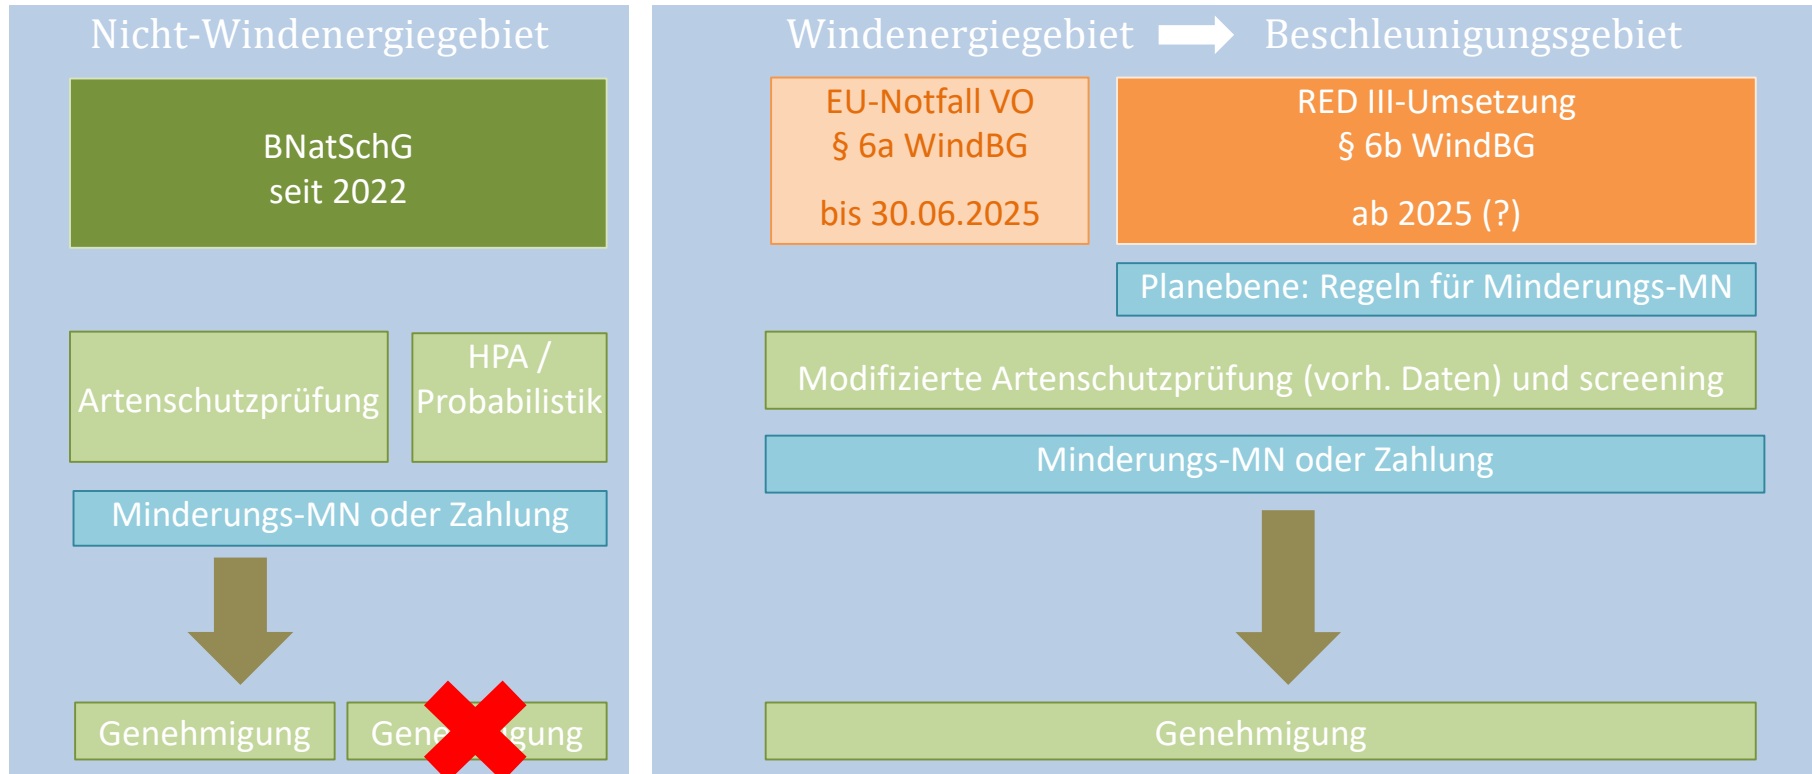 Nicht-Windenergiegebiet
BNatSchG
seit 2022
Artenschutzprüfung
HPA /
Probabilistik
Minderungs-MN oder Zahlung
Genehmigung
Genehmigung
Windenergiegebiet
Beschleunigungsgebiet
EU-Notfall VO
§ 6a WindBG
bis 30.06.2025
RED III-Umsetzung
§ 6b WindBG
ab 2025 (?)
Planebene: Regeln für Minderungs-MN
Modifizierte Artenschutzprüfung (vorh. Daten) und screening
Minderungs-MN oder Zahlung
Genehmigung